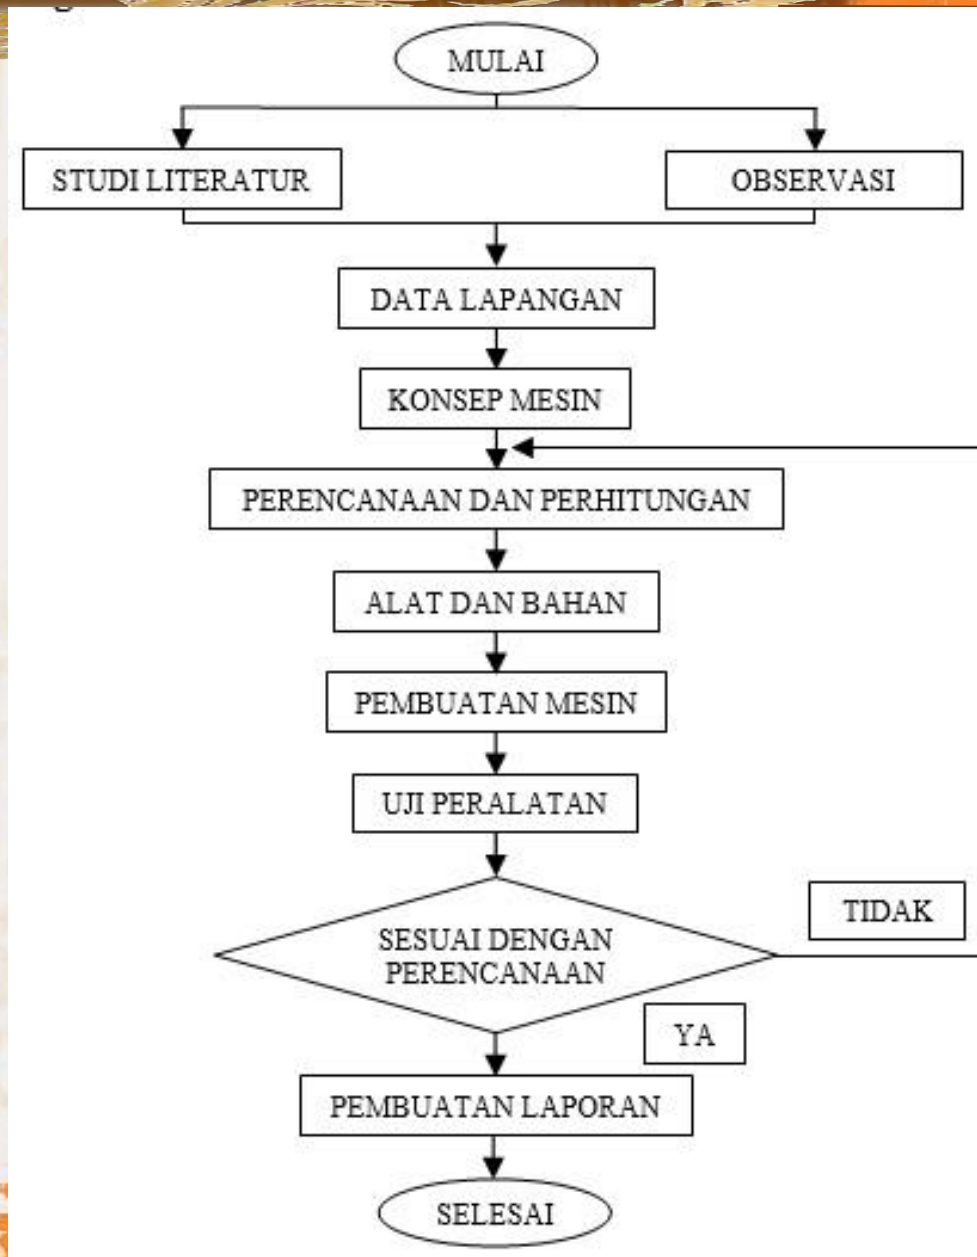 MULAI
STUDI LITERATUR
OBSERVASI
DATA LAPANGAN
KONSEP MESIN
PERENCANAAN DAN PERHITUNGAN
ALAT DAN BAHAN
PEMBUATAN MESIN
UJI PERALATAN
SESUAI DENGAN
PERENCANAAN
TIDAK
YA
PEMBUATAN LAPORAN
SELESAI